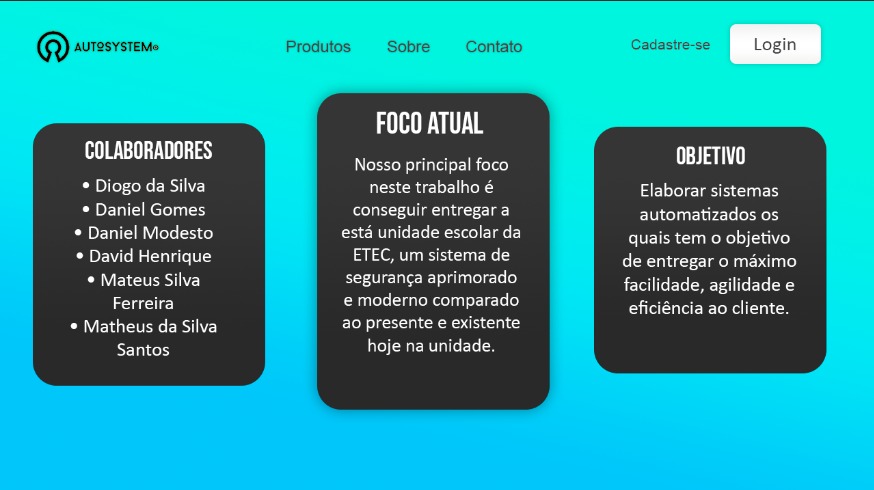 AUTOSYSTEM®
Produtos
Sobre
Contato
Cadastre-se
Login
COLABORADORES
• Diogo da Silva
• Daniel Gomes
• Daniel Modesto
• David Henrique
• Mateus Silva
Ferreira
• Matheus da Silva
Santos
FOCO ATUAL
Nosso principal foco
neste trabalho é
conseguir entregar a
está unidade escolar da
ETEC, um sistema de
segurança aprimorado
e moderno comparado
ao presente e existente
hoje na unidade.
OBJETIVO
Elaborar sistemas
automatizados os
quais tem o objetivo
de entregar o máximo
facilidade, agilidade e
eficiência ao cliente.